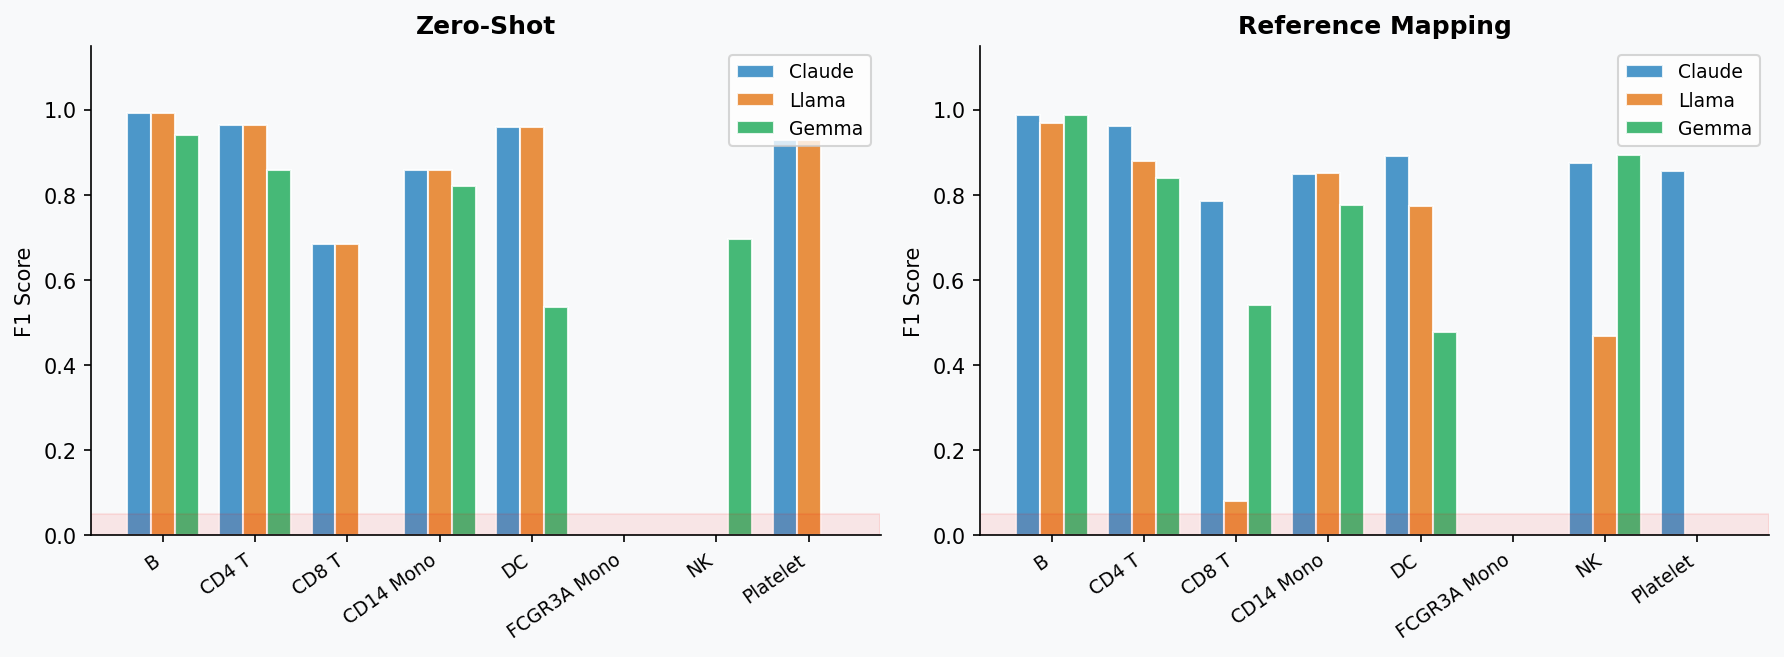 Zero-Shot
Claude
Llama
Gemma
F1 Score
1.0
0.8
0.6
0.4
0.2
0.0
B
CD4 T
CD8 T
CD14 Mono
DC
FCGR3A Mono
NK
Platelet
Reference Mapping
Claude
Llama
Gemma
F1 Score
1.0
0.8
0.6
0.4
0.2
0.0
B
CD4 T
CD8 T
CD14 Mono
DC
FCGR3A Mono
NK
Platelet